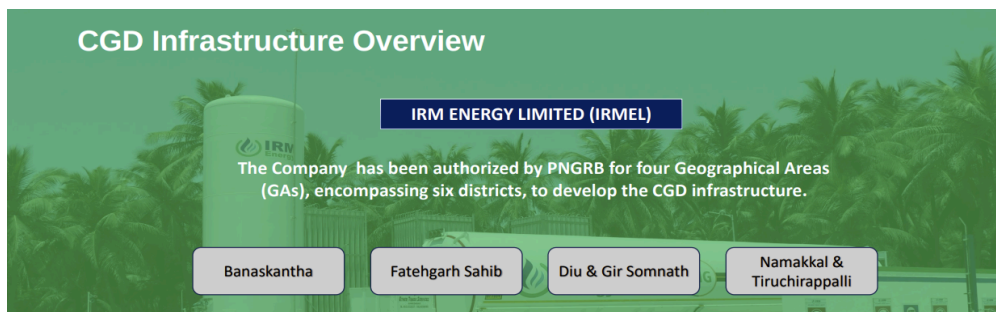 CGD Infrastructure Overview
IRM ENERGY LIMITED (IRMEL)
IRM
The Company has been authorized by PNGRB for four Geographical Areas
(GAs), encompassing six districts, to develop the CGD infrastructure.
Banaskantha
Fatehgarh Sahib
Diu & Gir Somnath
Namakkal &
Tiruchirappalli